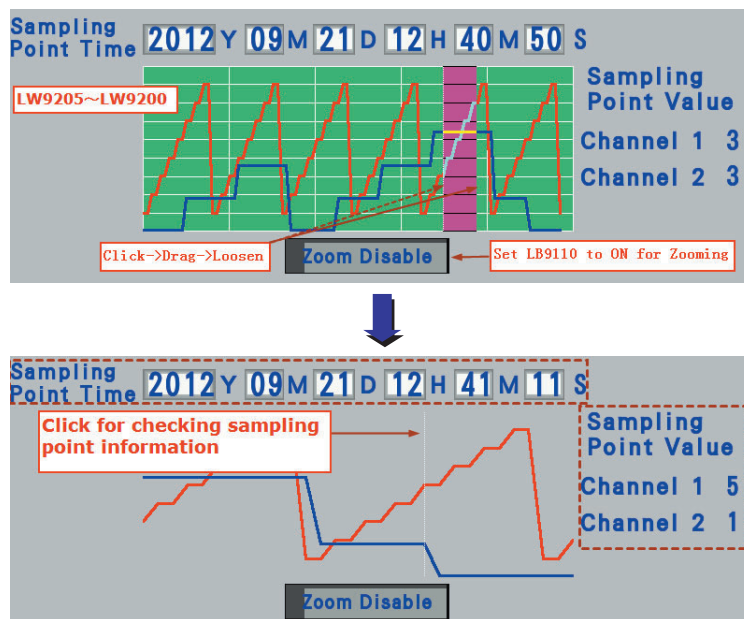 Sampling
Point Time 2012 Y 09 M 21 D 12 H 40 M 50 S
LW9205～LW9200
Sampling
Point Value
Channel 1 3
Channel 2 3
Click->Drag->Loosen
Zoom Disable
Set LB9110 to ON for Zooming
Sampling
Point Time 2012 Y 09 M 21 D 12 H 41 M 11 S
Click for checking sampling
point information
Sampling
Point Value
Channel 1 5
Channel 2 1
Zoom Disable